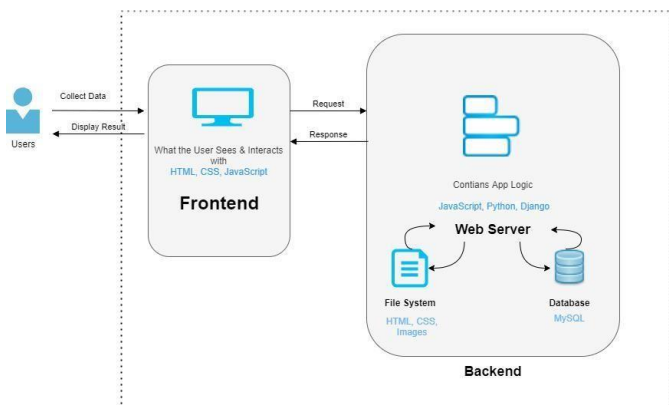 Collect Data
Display Result
Users
What the User Sees & Interacts
with
HTML, CSS, JavaScript
Frontend
Request
Response
Contians App Logic
JavaScript, Python, Django
Web Server
File System
HTML, CSS,
Images
Database
MySQL
Backend